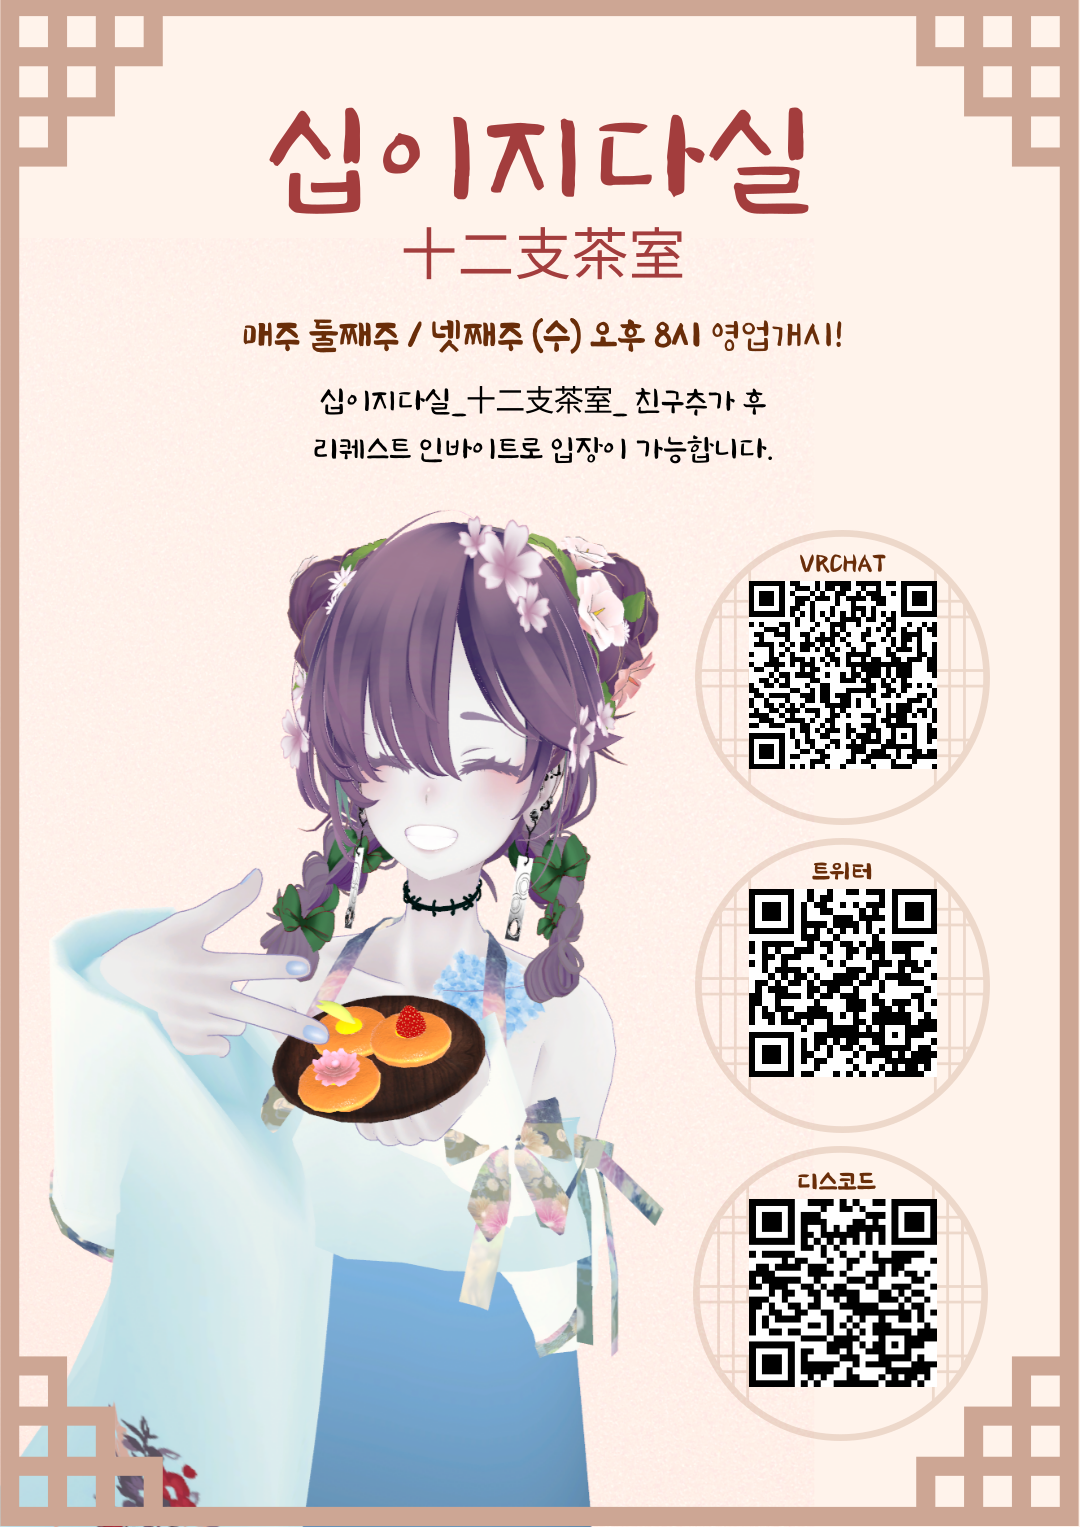 십이지다실
十二支茶室
매주 둘째주 / 넷째주 (수) 오후 8시 영업개시!
십이지다실_十二支茶室_ 친구추가 후
리퀘스트 인바이트로 입장이 가능합니다.
VRCHAT
트위터
디스코드